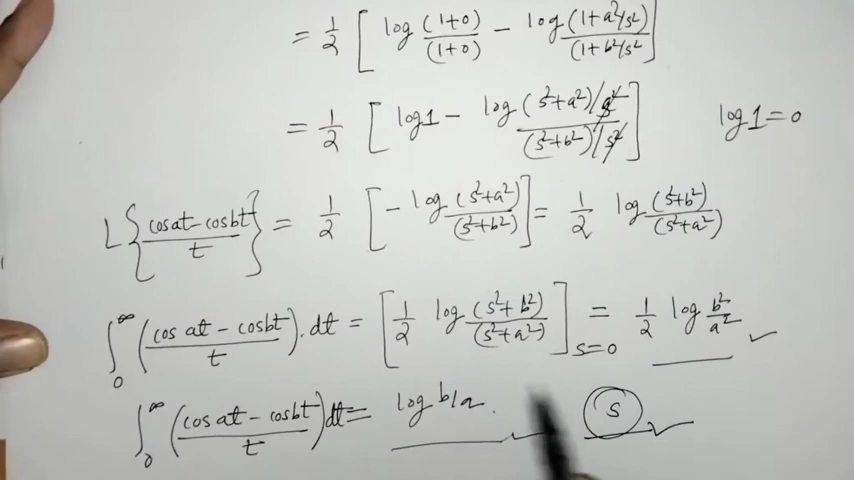 = 1/2 [ log (1+0)/(1+0) - log (1+a²/s²)/(1+b²/s² ]
= 1/2 [ log1 - log (s²+a²)/s² / (s²+b²)/s² ] log 1 = 0
L{ (cosat - cosbt)/t } = 1/2 [ - log (s²+a²)/(s²+b²) ] = 1/2 log (s²+b²)/(s²+a²)
∫₀^∞ ( (cos at - cosbt)/t ). dt = [ 1/2 log (s²+b²)/(s²+a²) ]s=0 = 1/2 log b²/a² ✓
∫₀^∞ ( (cos at - cosbt)/t ) dt = log b/a. ✓ S ✓